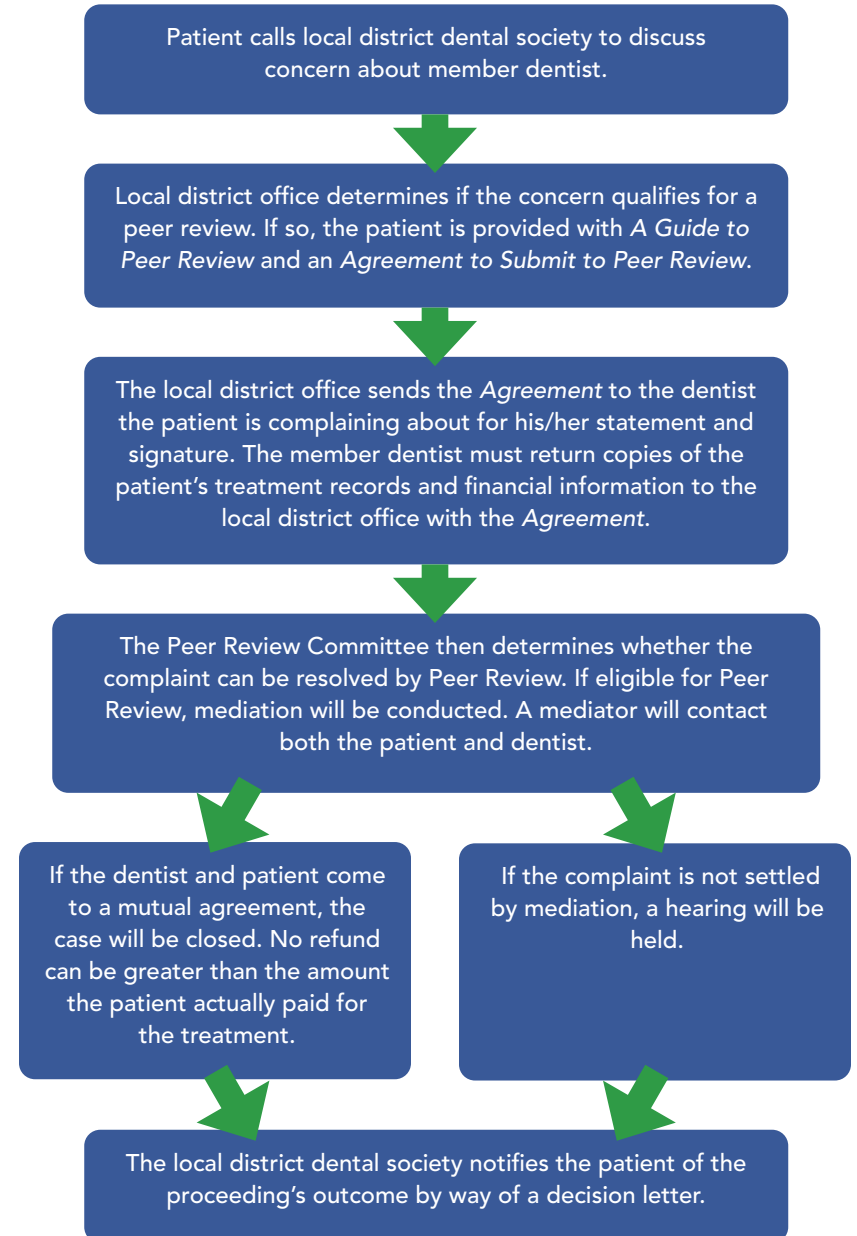 Patient calls local district dental society to discuss
concern about member dentist.
Local district office determines if the concern qualifies for a
peer review. If so, the patient is provided with A Guide to
Peer Review and an Agreement to Submit to Peer Review.
The local district office sends the Agreement to the dentist
the patient is complaining about for his/her statement and
signature. The member dentist must return copies of the
patient’s treatment records and financial information to the
local district office with the Agreement.
The Peer Review Committee then determines whether the
complaint can be resolved by Peer Review. If eligible for Peer
Review, mediation will be conducted. A mediator will contact
both the patient and dentist.
If the dentist and patient come
to a mutual agreement, the
case will be closed. No refund
can be greater than the amount
the patient actually paid for
the treatment.
If the complaint is not settled
by mediation, a hearing will be
held.
The local district dental society notifies the patient of the
proceeding’s outcome by way of a decision letter.